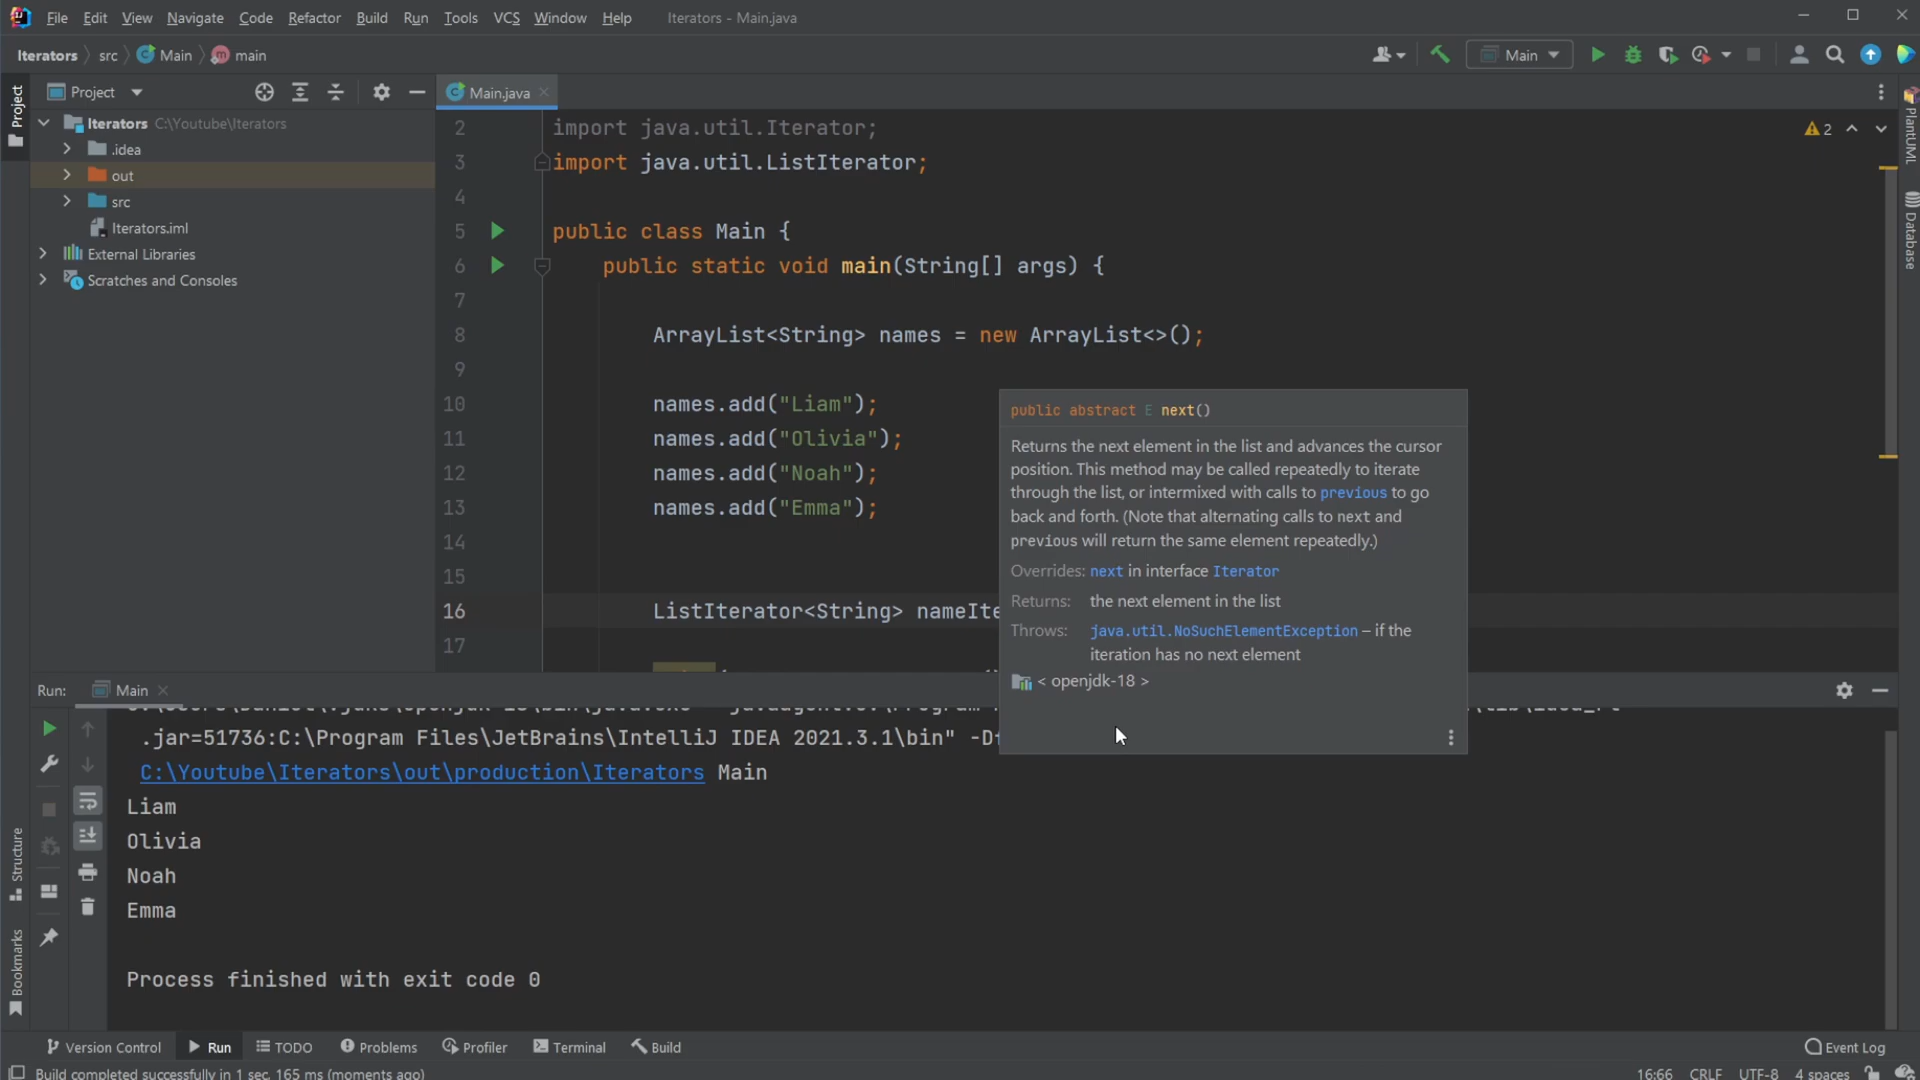 File Edit View Navigate Code Refactor Build Run Tools VCS Window Help Iterators - Main.java
Iterators src Main main
Main
Project
Main.java
Iterators C:\Youtube\Iterators
.idea
out
src
Iterators.iml
External Libraries
Scratches and Consoles
Project
Structure
Bookmarks
PlantUML
Database
2
2 import java.util.Iterator;
3 import java.util.ListIterator;
4
5 public class Main {
6 public static void main(String[] args) {
7
8 ArrayList<String> names = new ArrayList<>();
9
10 names.add("Liam");
11 names.add("Olivia");
12 names.add("Noah");
13 names.add("Emma");
14
15
16 ListIterator<String> nameIte
17
public abstract E next()
Returns the next element in the list and advances the cursor
position. This method may be called repeatedly to iterate
through the list, or intermixed with calls to previous to go
back and forth. (Note that alternating calls to next and
previous will return the same element repeatedly.)
Overrides: next in interface Iterator
Returns: the next element in the list
Throws: java.util.NoSuchElementException – if the
iteration has no next element
< openjdk-18 >
Run: Main
.jar=51736:C:\Program Files\JetBrains\IntelliJ IDEA 2021.3.1\bin" -Df
C:\Youtube\Iterators\out\production\Iterators Main
Liam
Olivia
Noah
Emma
Process finished with exit code 0
Version Control Run TODO Problems Profiler Terminal Build Event Log
Build completed successfully in 1 sec, 165 ms (moments ago) 16:66 CRLF UTF-8 4 spaces